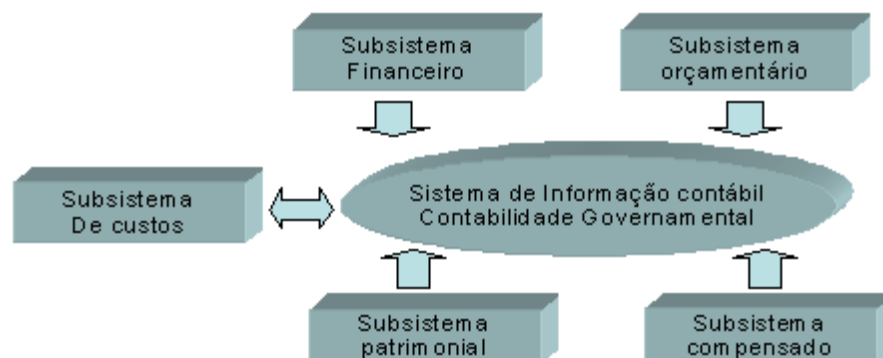 Subsistema
Financeiro
Subsistema
orçamentário
Subsistema
De custos
Sistema de Informação contábil
Contabilidade Governamental
Subsistema
patrimonial
Subsistema
compensado